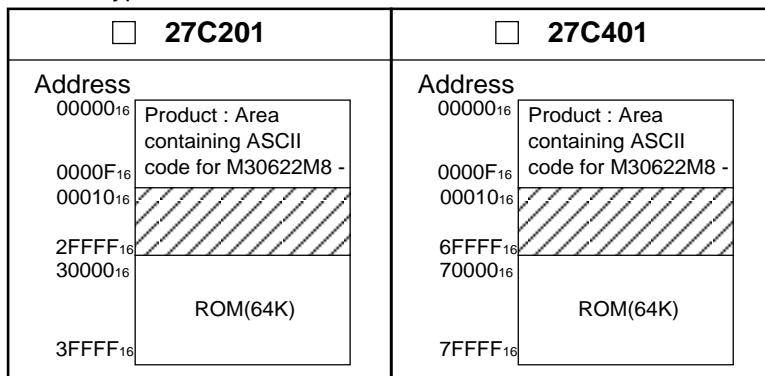 ☐ 27C201
Address
00000₁₆
Product : Area
containing ASCII
code for M30622M8 -
0000F₁₆
00010₁₆
2FFFF₁₆
30000₁₆
ROM(64K)
3FFFF₁₆
☐ 27C401
Address
00000₁₆
Product : Area
containing ASCII
code for M30622M8 -
0000F₁₆
00010₁₆
6FFFF₁₆
70000₁₆
ROM(64K)
7FFFF₁₆